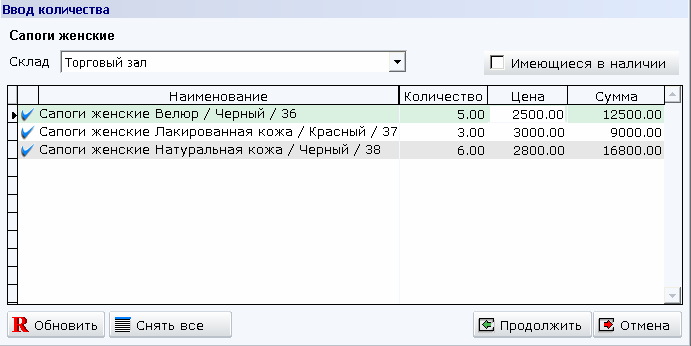 Ввод количества
Сапоги женские
Склад Торговый зал Имеющиеся в наличии
Наименование Количество Цена Сумма
Сапоги женские Велюр / Черный / 36 5.00 2500.00 12500.00
Сапоги женские Лакированная кожа / Красный / 37 3.00 3000.00 9000.00
Сапоги женские Натуральная кожа / Черный / 38 6.00 2800.00 16800.00
R Обновить Снять все Продолжить Отмена